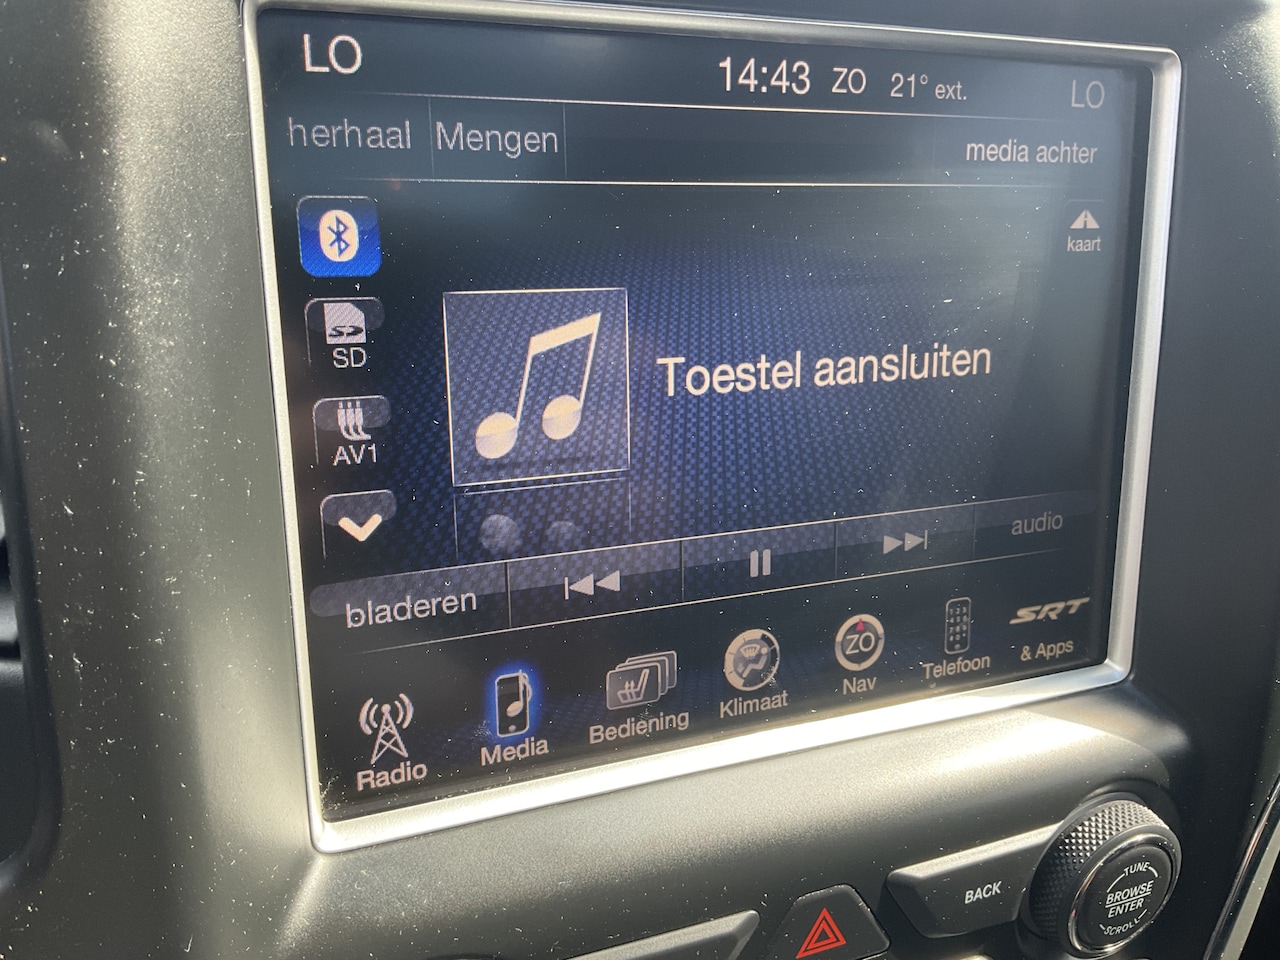 LO 14:43 ZO 21° ext. LO
herhaal Mengen media achter
kaart
SD
AV1
Toestel aansluiten
bladeren audio
Radio Media Bediening Klimaat ZO Nav Telefoon SRT & Apps
BACK
TUNE
BROWSE
ENTER
SCROLL